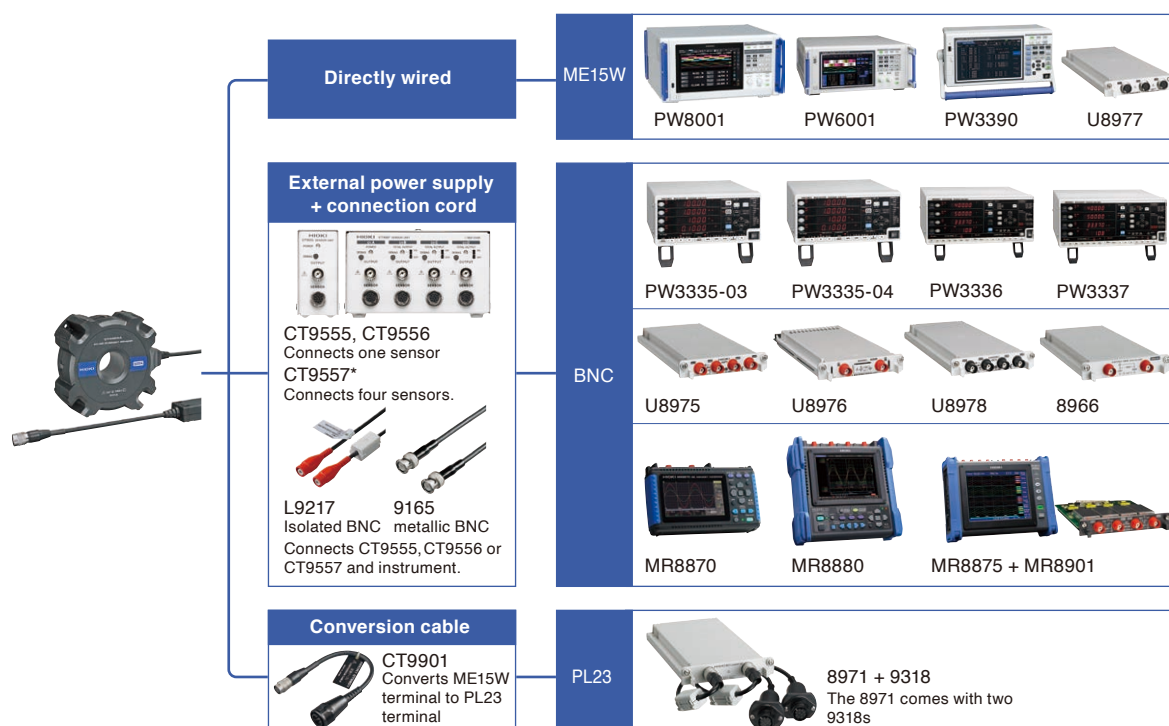 Directly wired
ME15W
PW8001
PW6001
PW3390
U8977
External power supply
+ connection cord
HIOKI
CT9555, CT9556
Connects one sensor
CT9557*
Connects four sensors.
L9217
Isolated BNC
9165
metallic BNC
Connects CT9555, CT9556 or
CT9557 and instrument.
BNC
PW3335-03
PW3335-04
PW3336
PW3337
U8975
U8976
U8978
8966
MR8870
MR8880
MR8875 + MR8901
Conversion cable
CT9901
Converts ME15W
terminal to PL23
terminal
PL23
8971 + 9318
The 8971 comes with two
9318s